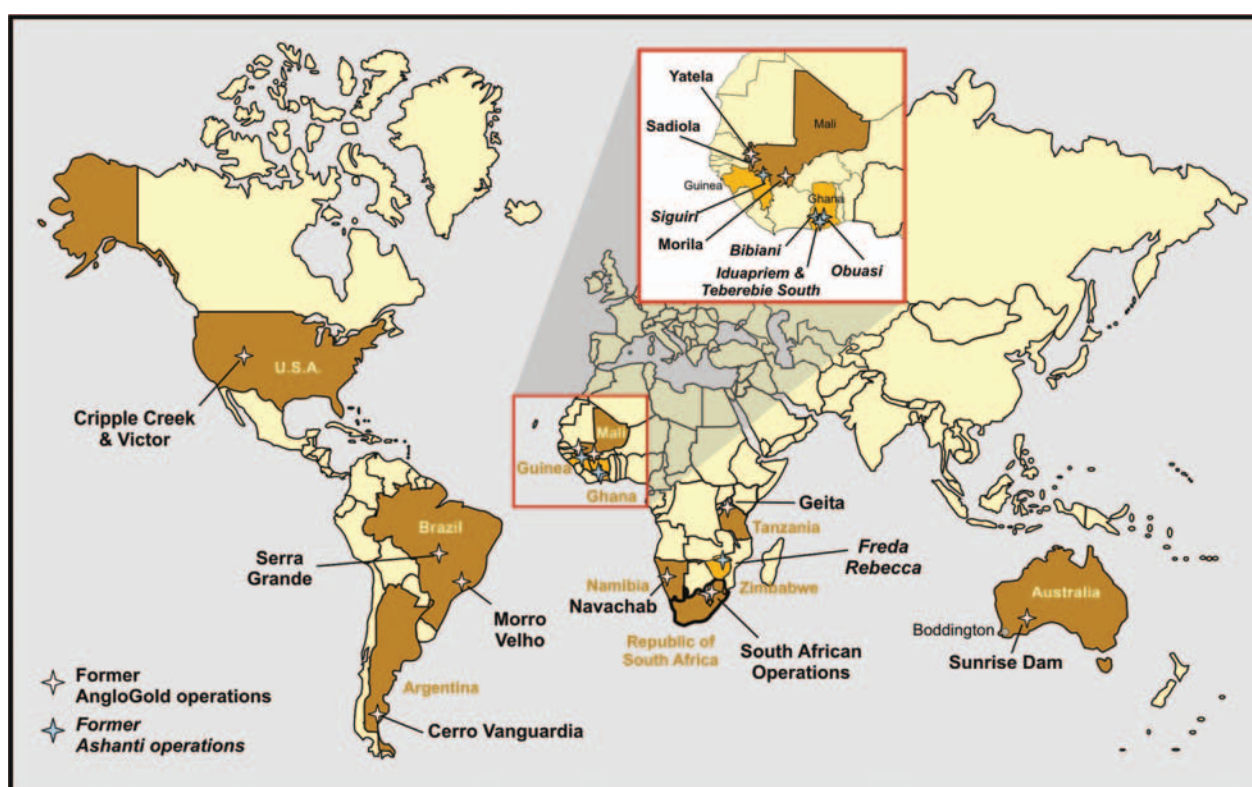 Yatela
Sadiola
Mali
Guinea
Ghana
Siguiri
Morila
Bibiani
Obuasi
Iduapriem &
Teberebie South
U.S.A.
Cripple Creek
& Victor
Mali
Guinea
Ghana
Brazil
Serra
Grande
Morro
Velho
Geita
Tanzania
Freda
Rebecca
Namibia
Navachab
Zimbabwe
Republic of
South Africa
South African
Operations
Australia
Boddington
Sunrise Dam
Argentina
Cerro Vanguardia
Former
AngloGold operations
Former
Ashanti operations